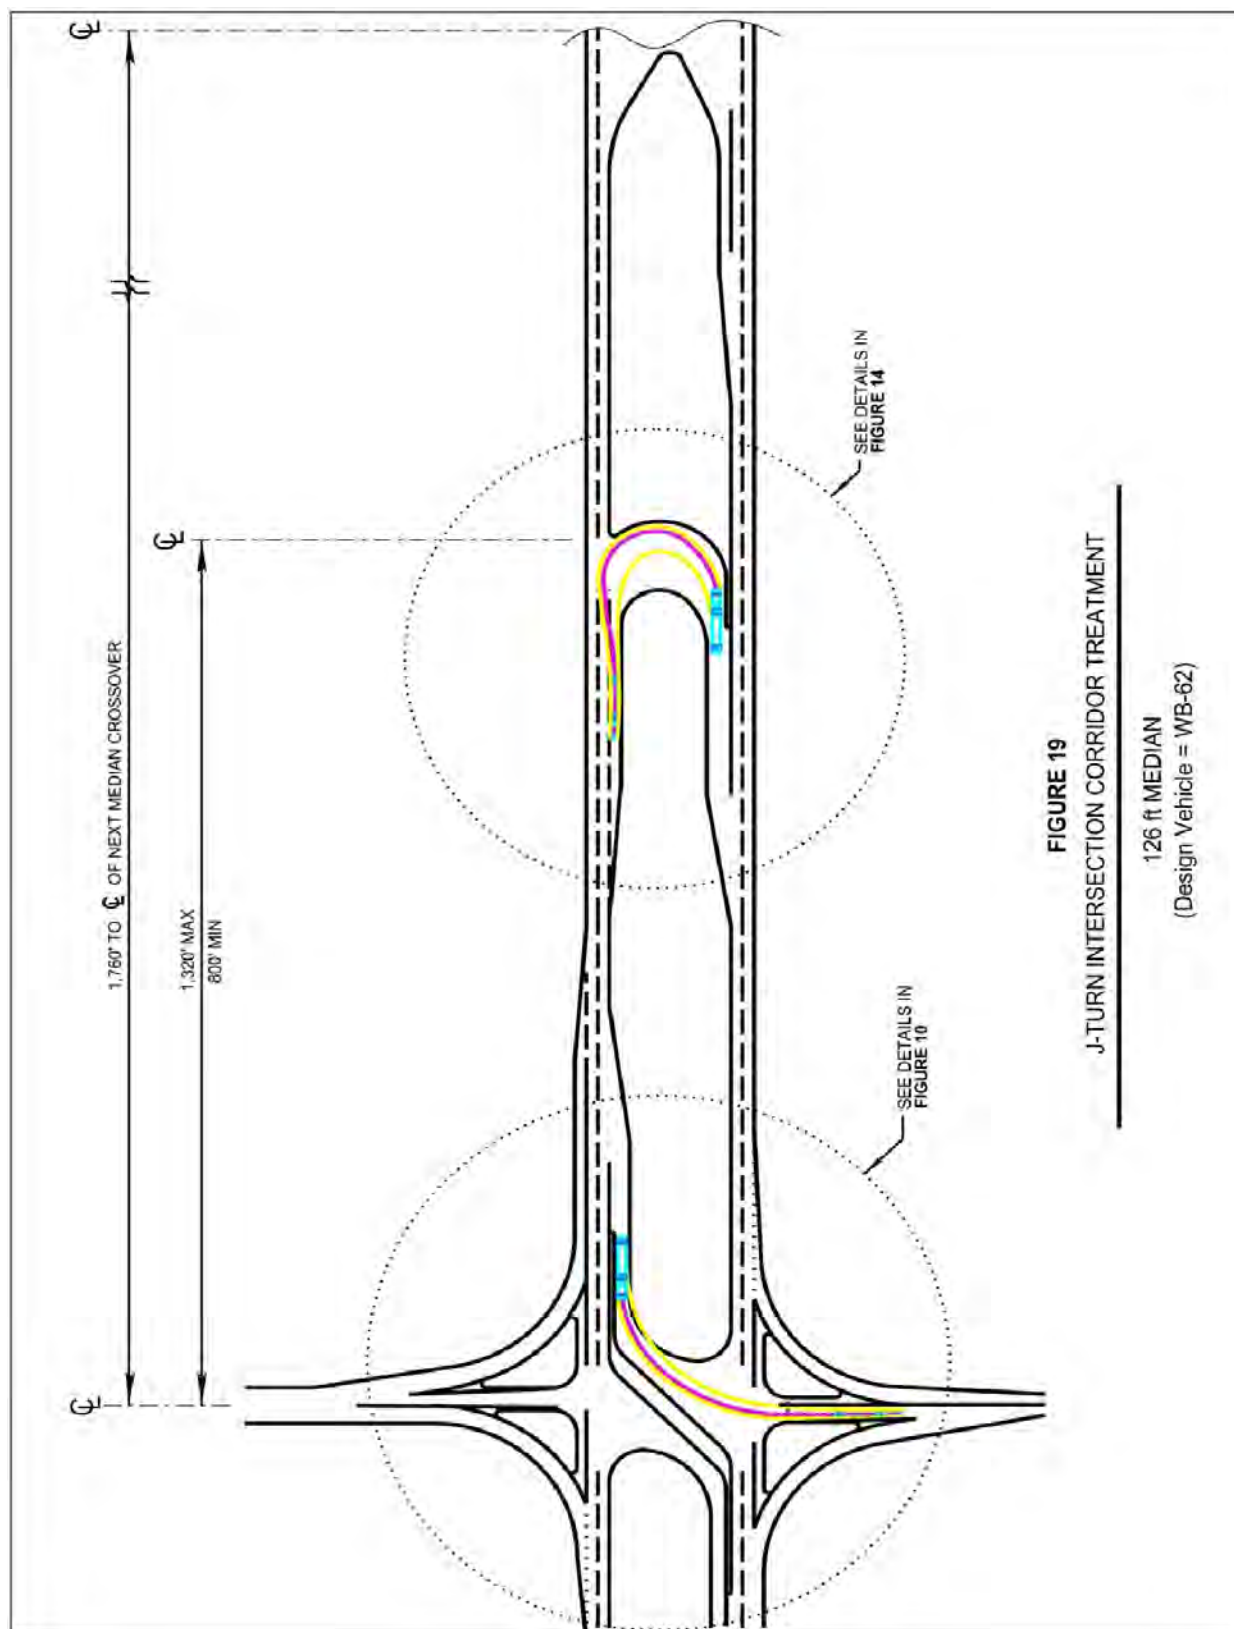 1,760' TO ℄ OF NEXT MEDIAN CROSSOVER
1,320' MAX
800' MIN
℄
℄
℄
SEE DETAILS IN
FIGURE 10
SEE DETAILS IN
FIGURE 14
FIGURE 19
J-TURN INTERSECTION CORRIDOR TREATMENT
126 ft MEDIAN
(Design Vehicle = WB-62)